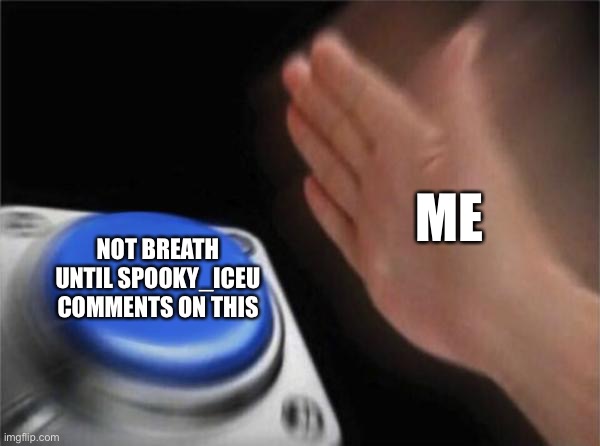 NOT BREATH
UNTIL SPOOKY_ICEU
COMMENTS ON THIS
ME
imgflip.com